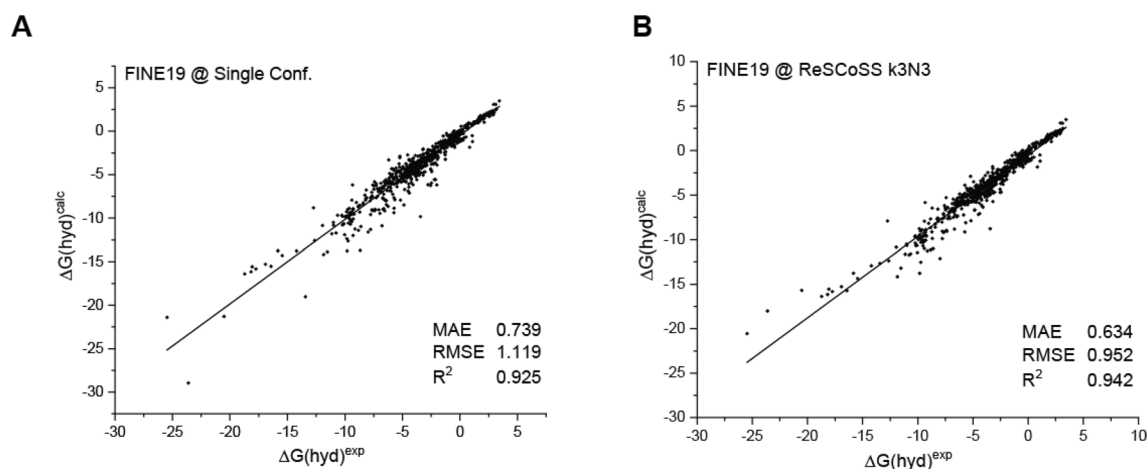 A
FINE19 @ Single Conf.
5
0
-5
-10
-15
-20
-25
-30
ΔG(hyd)^calc
MAE 0.739
RMSE 1.119
R² 0.925
-30 -25 -20 -15 -10 -5 0 5
ΔG(hyd)^exp
B
FINE19 @ ReSCoSS k3N3
10
5
0
-5
-10
-15
-20
-25
-30
ΔG(hyd)^calc
MAE 0.634
RMSE 0.952
R² 0.942
-30 -25 -20 -15 -10 -5 0 5 10
ΔG(hyd)^exp